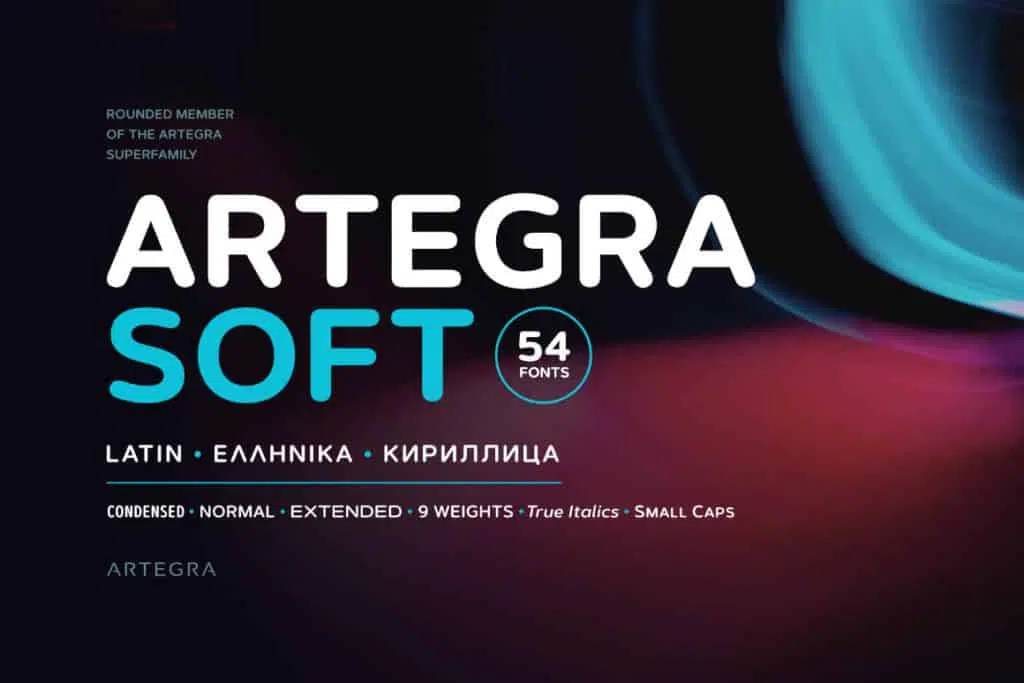 ROUNDED MEMBER
OF THE ARTEGRA
SUPERFAMILY
ARTEGRA
SOFT
54
FONTS
LATIN • ΕΛΛΗΝΙΚΑ • КИРИЛЛИЦА
CONDENSED • NORMAL • EXTENDED • 9 WEIGHTS • True Italics • Small Caps
ARTEGRA